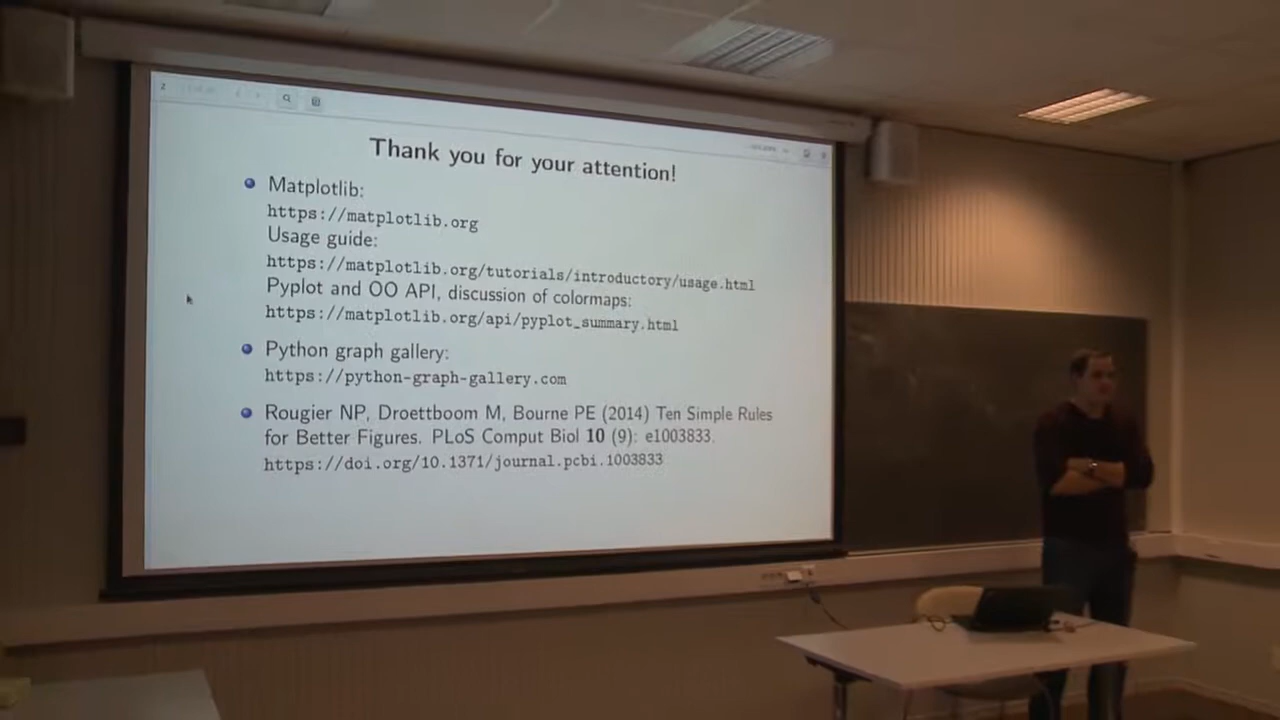 Thank you for your attention!
Matplotlib:
https://matplotlib.org
Usage guide:
https://matplotlib.org/tutorials/introductory/usage.html
Pyplot and OO API, discussion of colormaps:
https://matplotlib.org/api/pyplot_summary.html
Python graph gallery:
https://python-graph-gallery.com
Rougier NP, Droettboom M, Bourne PE (2014) Ten Simple Rules
for Better Figures. PLoS Comput Biol 10 (9): e1003833.
https://doi.org/10.1371/journal.pcbi.1003833